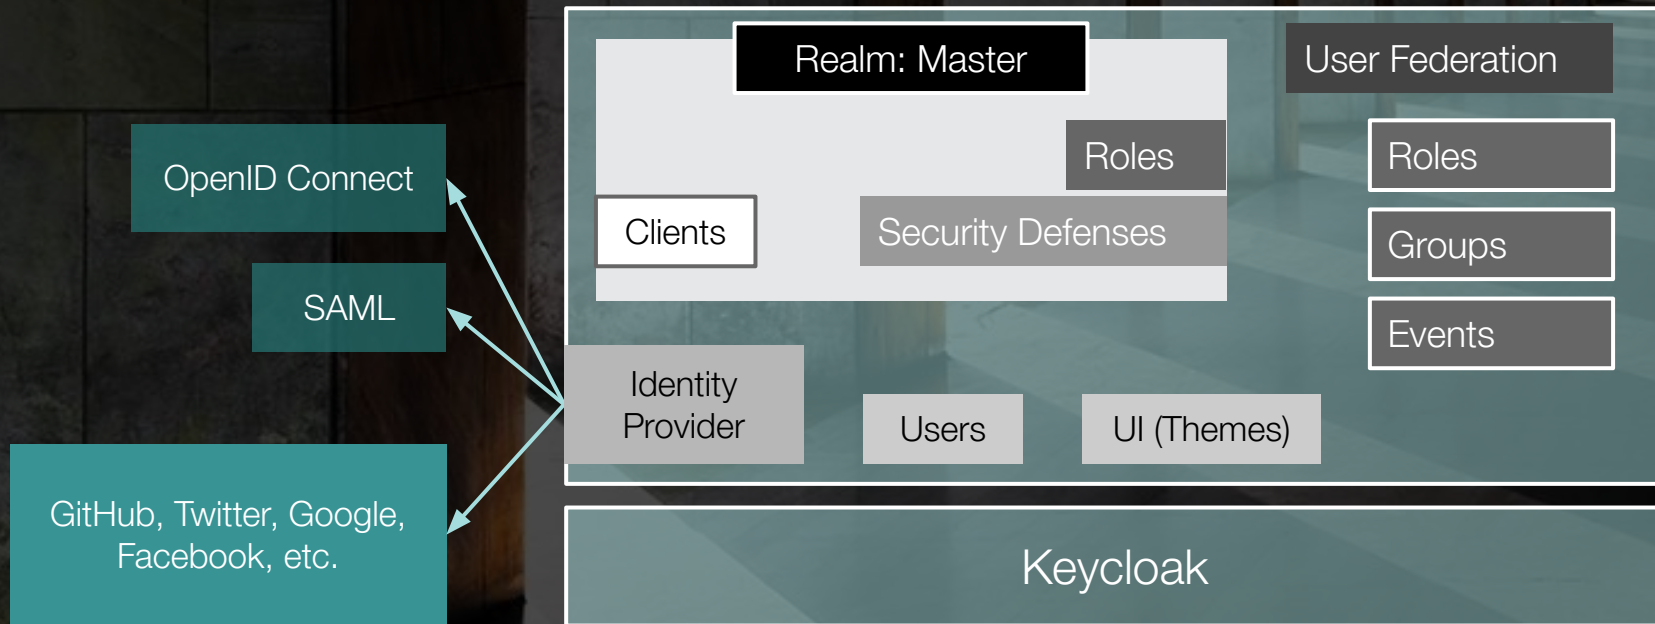 Realm: Master
User Federation
Roles
Roles
OpenID Connect
Clients
Security Defenses
Groups
SAML
Events
Identity
Provider
Users
UI (Themes)
GitHub, Twitter, Google,
Facebook, etc.
Keycloak